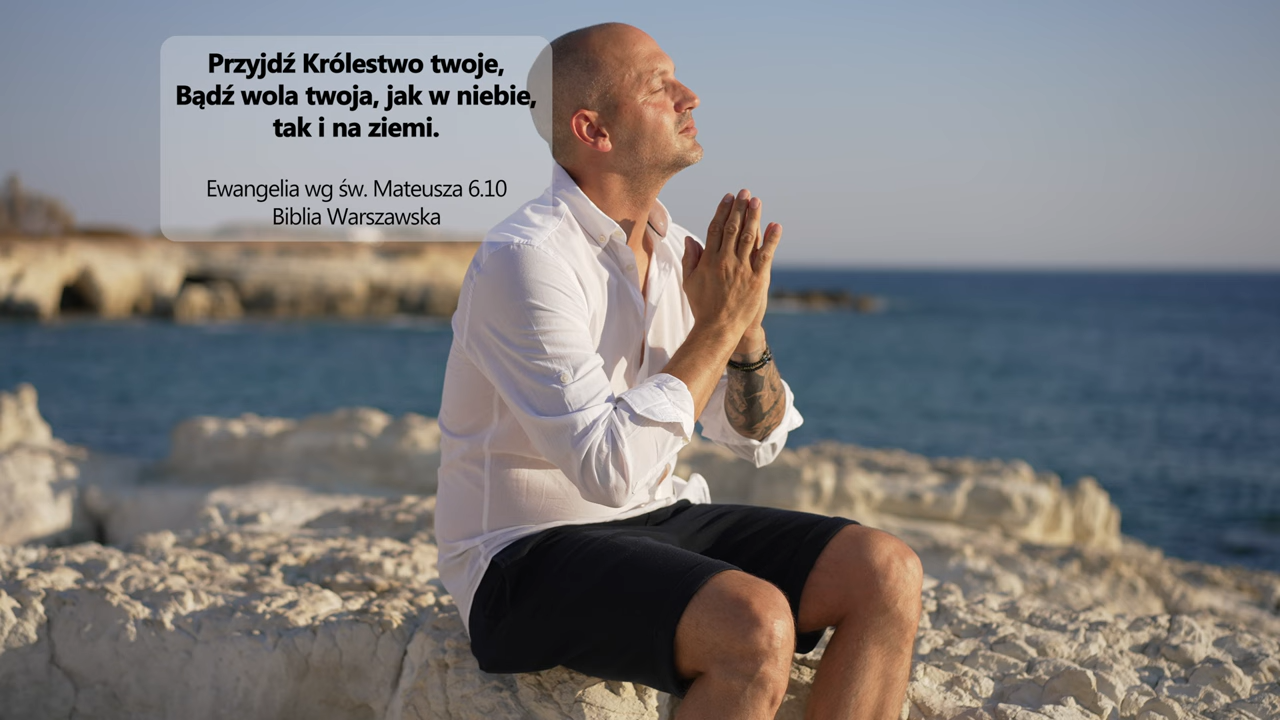 Przyjdź Królestwo twoje,
Bądź wola twoja, jak w niebie,
tak i na ziemi.
Ewangelia wg św. Mateusza 6.10
Biblia Warszawska